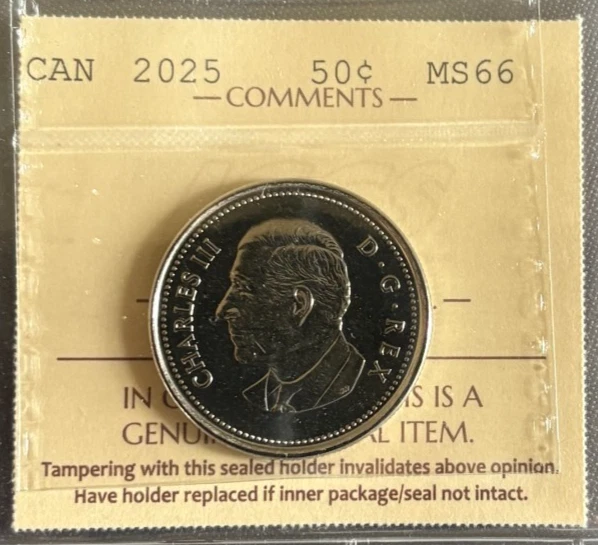 CAN 2025 50¢ MS66
— COMMENTS —
CHARLES III D·G·REX
IN IS IS A
GENUI AL ITEM.
Tampering with this sealed holder invalidates above opinion.
Have holder replaced if inner package/seal not intact.